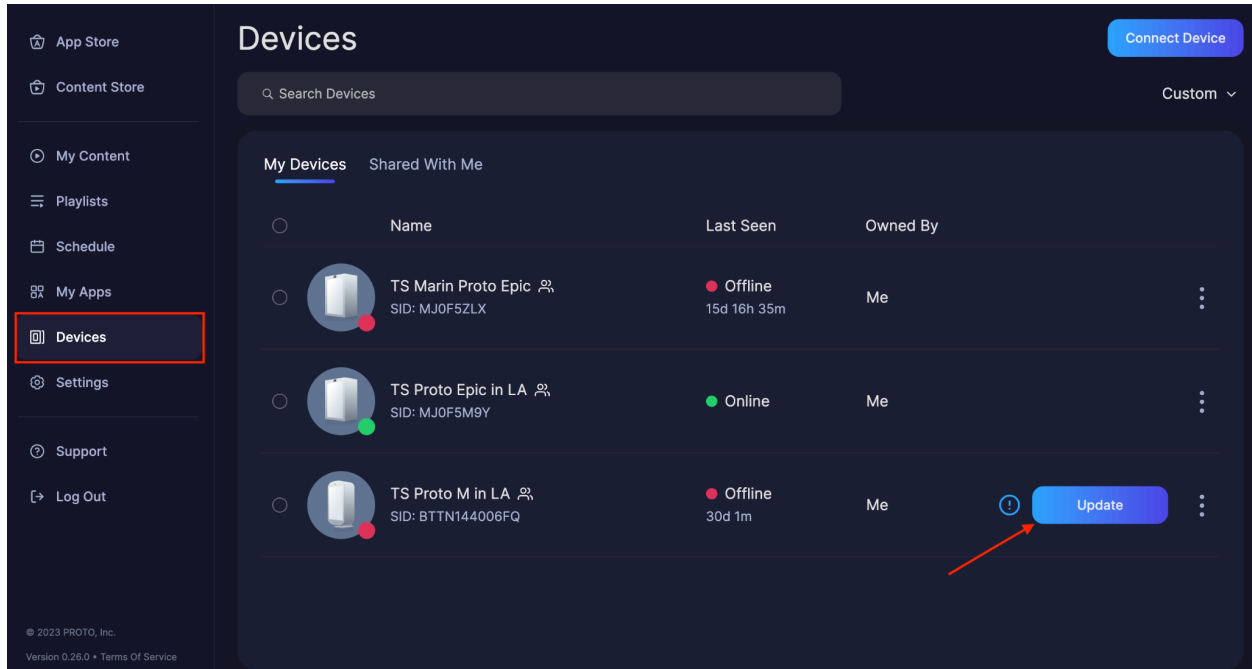 App Store
Content Store
My Content
Playlists
Schedule
My Apps
Devices
Settings
Support
Log Out
© 2023 PROTO, Inc.
Version 0.26.0 • Terms Of Service
Devices
Connect Device
Search Devices
Custom
My Devices Shared With Me
Name Last Seen Owned By
TS Marin Proto Epic Offline
SID: MJ0F5ZLX 15d 16h 35m
Me
TS Proto Epic in LA
SID: MJ0F5M9Y
Online Me
TS Proto M in LA Offline
SID: BTTN144006FQ 30d 1m
Me Update